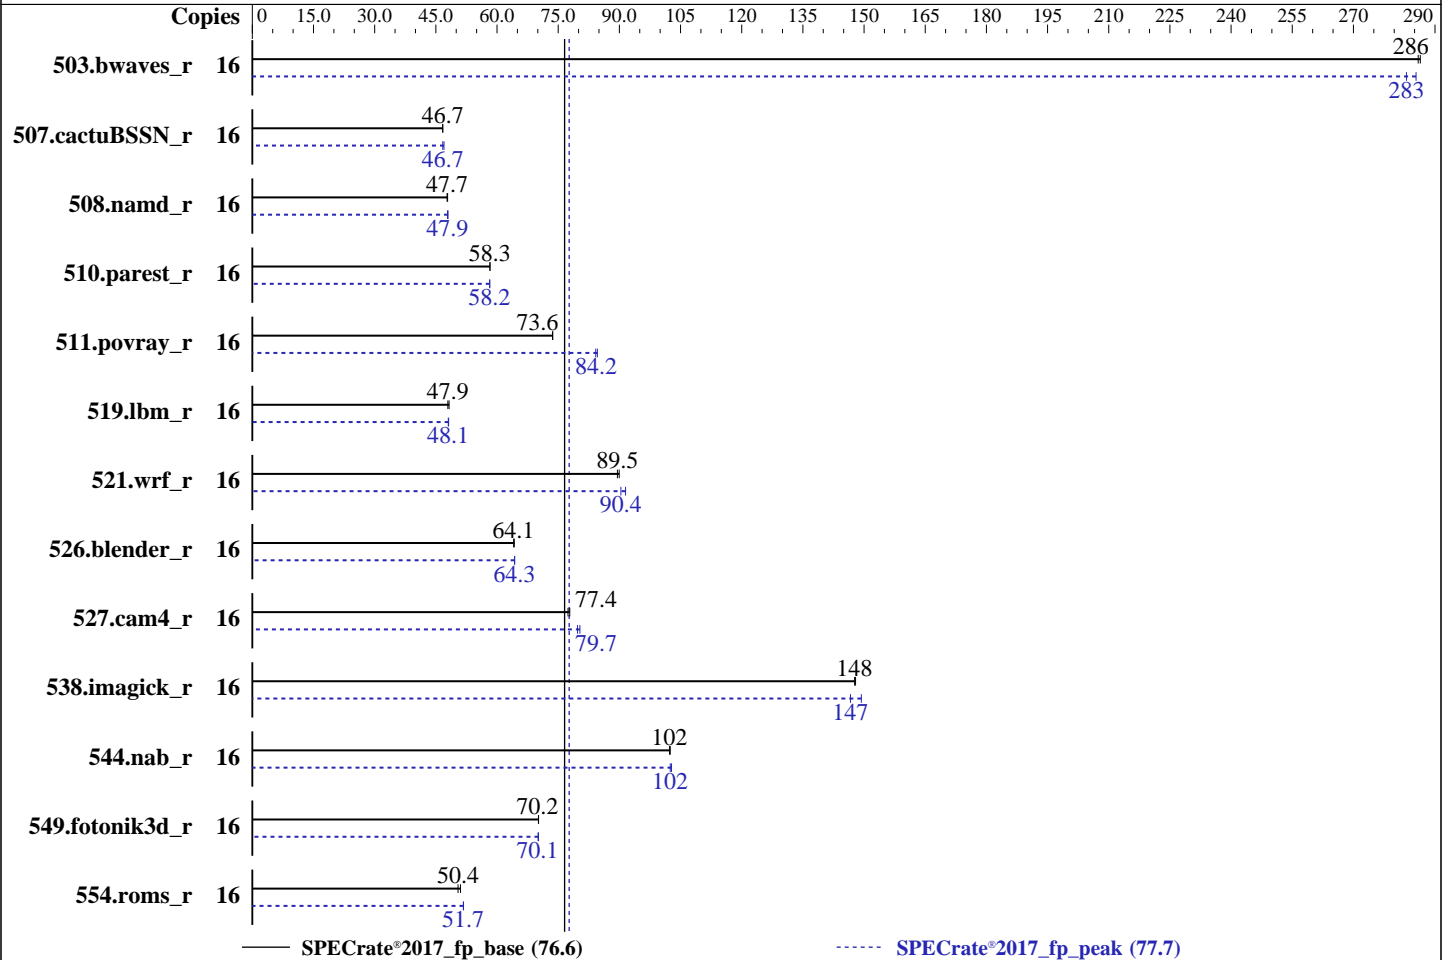 Copies 0 15.0 30.0 45.0 60.0 75.0 90.0 105 120 135 150 165 180 195 210 225 240 255 270 290
503.bwaves_r 16 286
283
507.cactuBSSN_r 16 46.7
46.7
508.namd_r 16 47.7
47.9
510.parest_r 16 58.3
58.2
511.povray_r 16 73.6
84.2
519.lbm_r 16 47.9
48.1
521.wrf_r 16 89.5
90.4
526.blender_r 16 64.1
64.3
527.cam4_r 16 77.4
79.7
538.imagick_r 16 148
147
544.nab_r 16 102
102
549.fotonik3d_r 16 70.2
70.1
554.roms_r 16 50.4
51.7
SPECrate®2017_fp_base (76.6) SPECrate®2017_fp_peak (77.7)